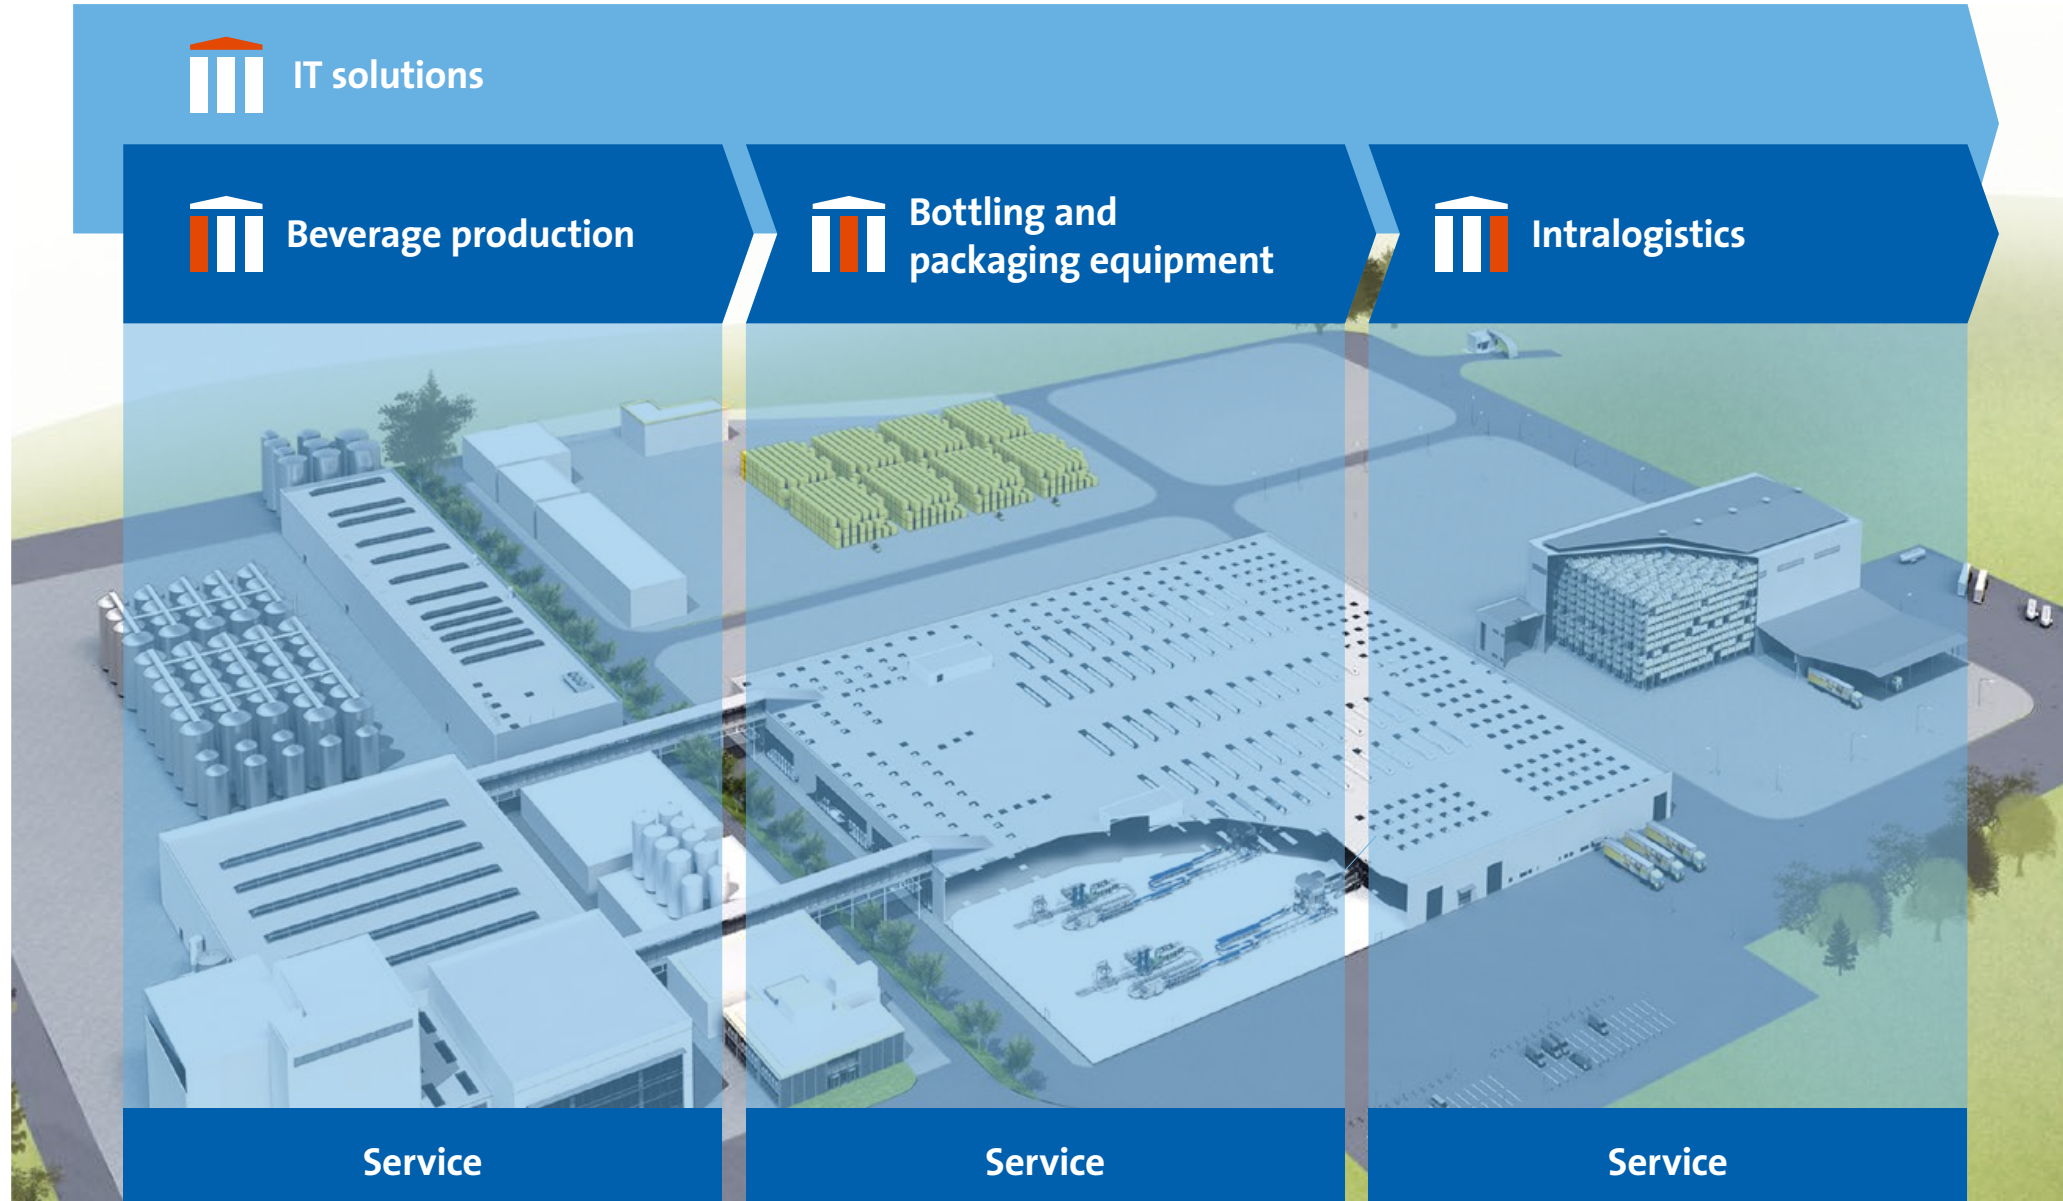 IT solutions
Beverage production
Bottling and
packaging equipment
Intralogistics
Service
Service
Service